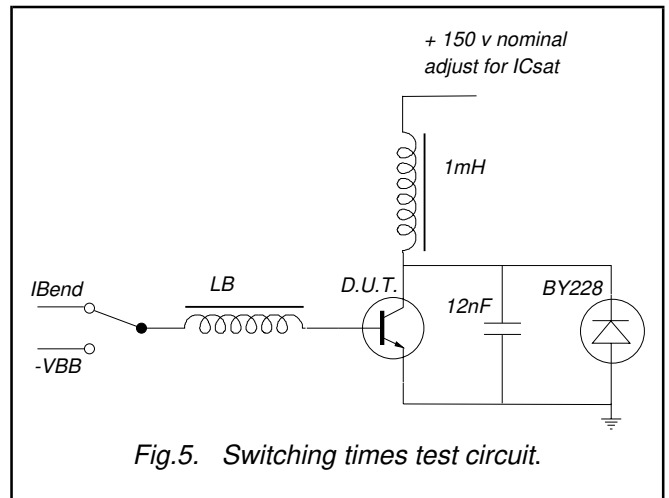 + 150 v nominal
adjust for ICsat
1mH
IBend
LB
D.U.T.
12nF
BY228
-VBB
Fig.5. Switching times test circuit.